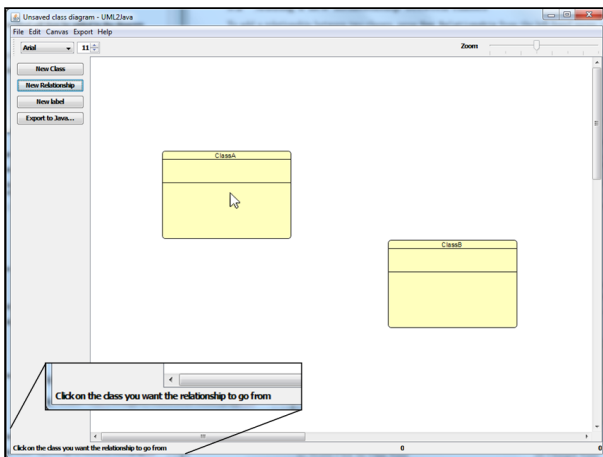 Unsaved class diagram - UML2Java
File Edit Canvas Export Help
Arial 11 Zoom
New Class
New Relationship
New label
Export to Java...
ClassA
ClassB
Click on the class you want the relationship to go from
Click on the class you want the relationship to go from 0 0